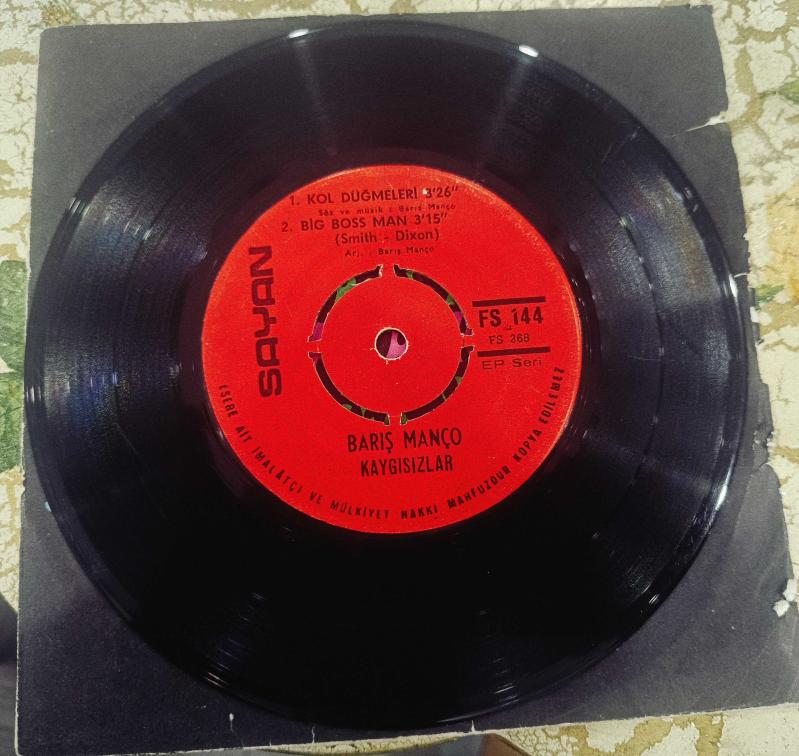 1. KOL DÜĞMELERİ 3'26"
Söz ve müzik : Barış Manço
2. BİG BOSS MAN 3'15"
(Smith - Dixon)
Arj. : Barış Manço
SAYAN
FS 144
FS 268
EP Seri
BARIŞ MANÇO
KAYGISIZLAR
ESERE AİT İMALATÇI VE MÜLKİYET HAKKI MAHFUZDUR KOPYA EDİLEMEZ